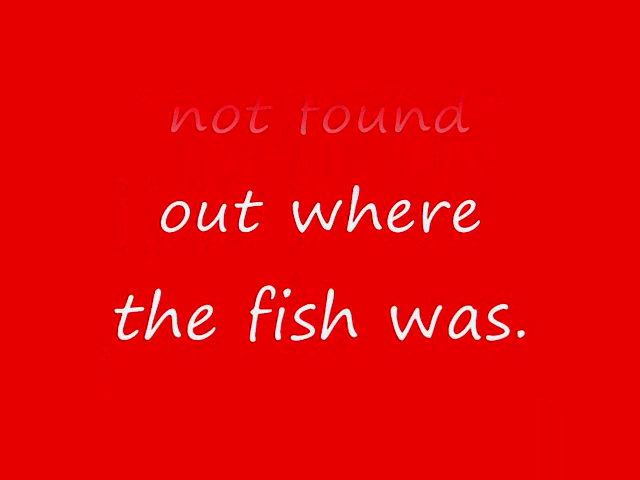 not found
out where
the fish was.